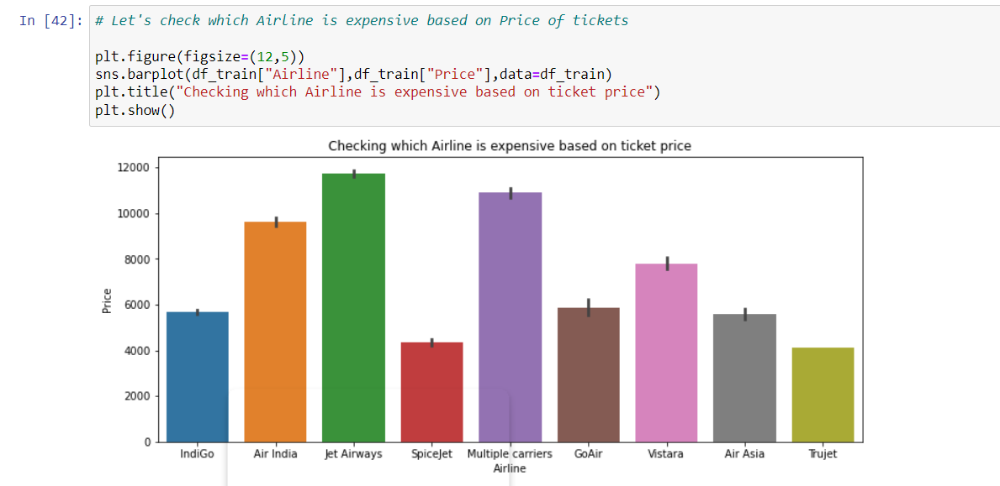 In [42]: # Let's check which Airline is expensive based on Price of tickets
plt.figure(figsize=(12,5))
sns.barplot(df_train["Airline"],df_train["Price"],data=df_train)
plt.title("Checking which Airline is expensive based on ticket price")
plt.show()
Checking which Airline is expensive based on ticket price
12000
10000
8000
6000
4000
2000
0
Price
IndiGo Air India Jet Airways SpiceJet Multiple carriers GoAir Vistara Air Asia Trujet
Airline